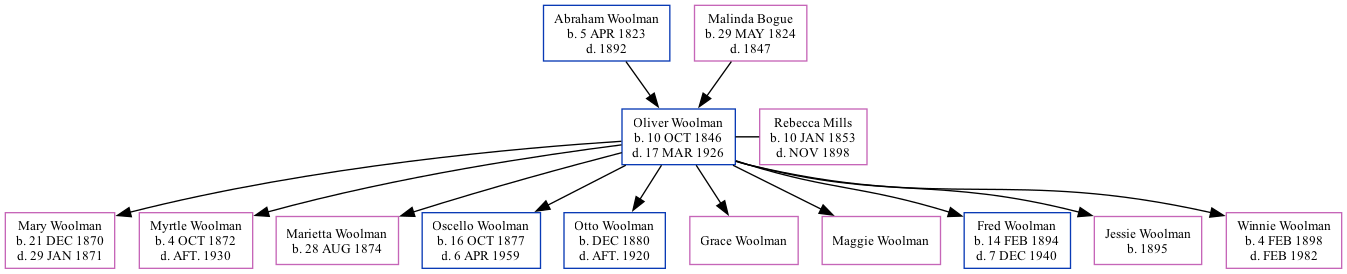 Abraham Woolman
b. 5 APR 1823
d. 1892
Malinda Bogue
b. 29 MAY 1824
d. 1847
Oliver Woolman
b. 10 OCT 1846
d. 17 MAR 1926
Rebecca Mills
b. 10 JAN 1853
d. NOV 1898
Mary Woolman
b. 21 DEC 1870
d. 29 JAN 1871
Myrtle Woolman
b. 4 OCT 1872
d. AFT. 1930
Marietta Woolman
b. 28 AUG 1874
Oscello Woolman
b. 16 OCT 1877
d. 6 APR 1959
Otto Woolman
b. DEC 1880
d. AFT. 1920
Grace Woolman
Maggie Woolman
Fred Woolman
b. 14 FEB 1894
d. 7 DEC 1940
Jessie Woolman
b. 1895
Winnie Woolman
b. 4 FEB 1898
d. FEB 1982